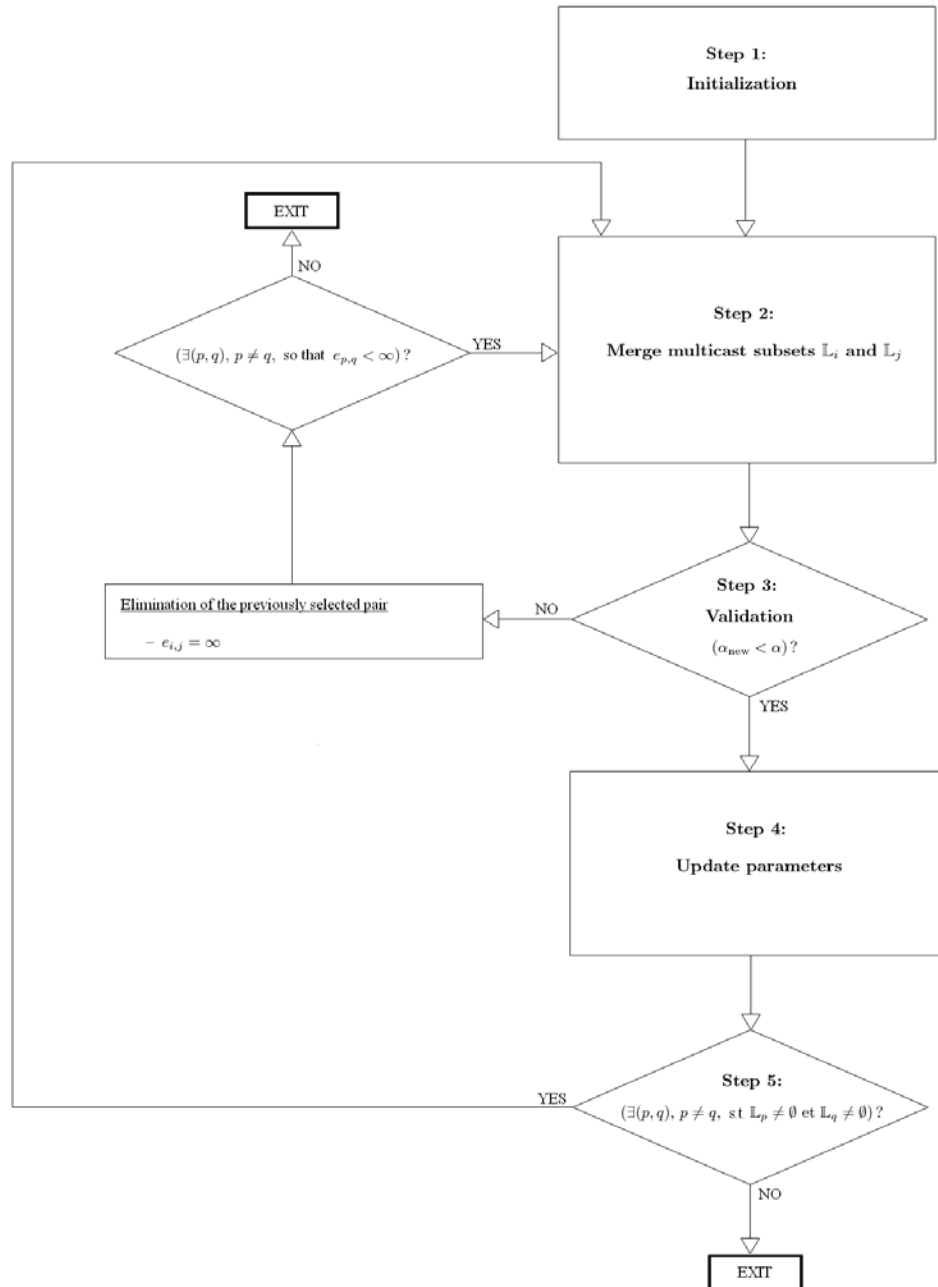 Step 1:
Initialization
EXIT
NO
(∃(p, q), p ≠ q, so that e_{p,q} < ∞) ?
YES
Step 2:
Merge multicast subsets 𝕃_i and 𝕃_j
Elimination of the previously selected pair
– e_{i,j} = ∞
NO
Step 3:
Validation
(α_new < α) ?
YES
Step 4:
Update parameters
YES
Step 5:
(∃(p, q), p ≠ q, s t 𝕃_p ≠ ∅ et 𝕃_q ≠ ∅) ?
NO
EXIT